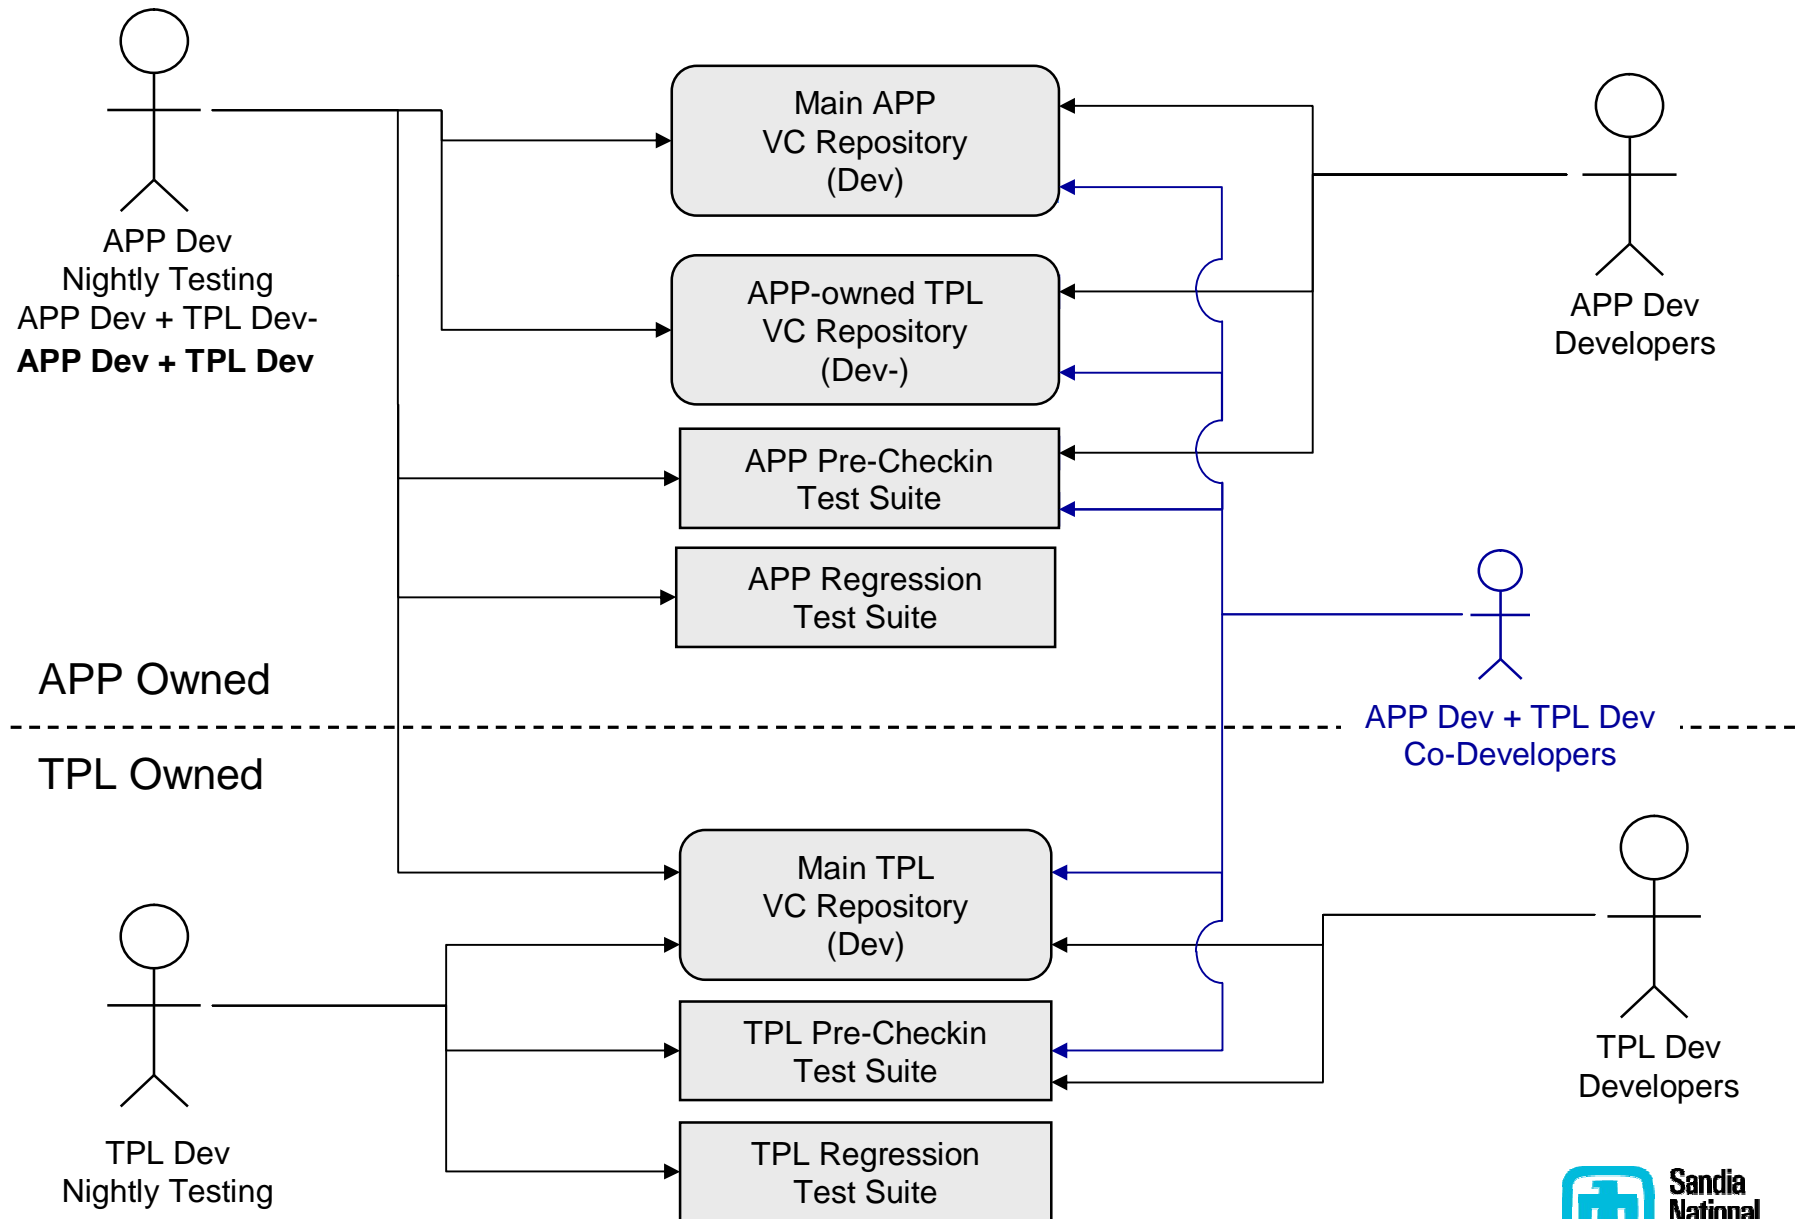 Main APP
VC Repository
(Dev)
APP Dev
Nightly Testing
APP Dev + TPL Dev-
APP Dev + TPL Dev
APP-owned TPL
VC Repository
(Dev-)
APP Dev
Developers
APP Pre-Checkin
Test Suite
APP Regression
Test Suite
APP Owned
APP Dev + TPL Dev
Co-Developers
TPL Owned
Main TPL
VC Repository
(Dev)
TPL Pre-Checkin
Test Suite
TPL Dev
Developers
TPL Dev
Nightly Testing
TPL Regression
Test Suite
Sandia
National